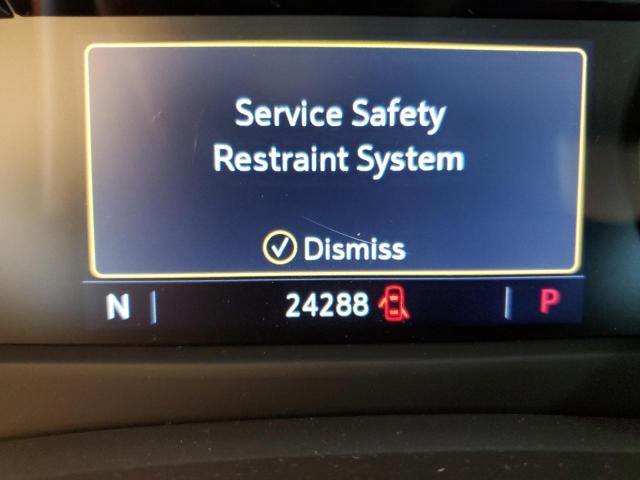 Service Safety
Restraint System
Dismiss
N 24288 P